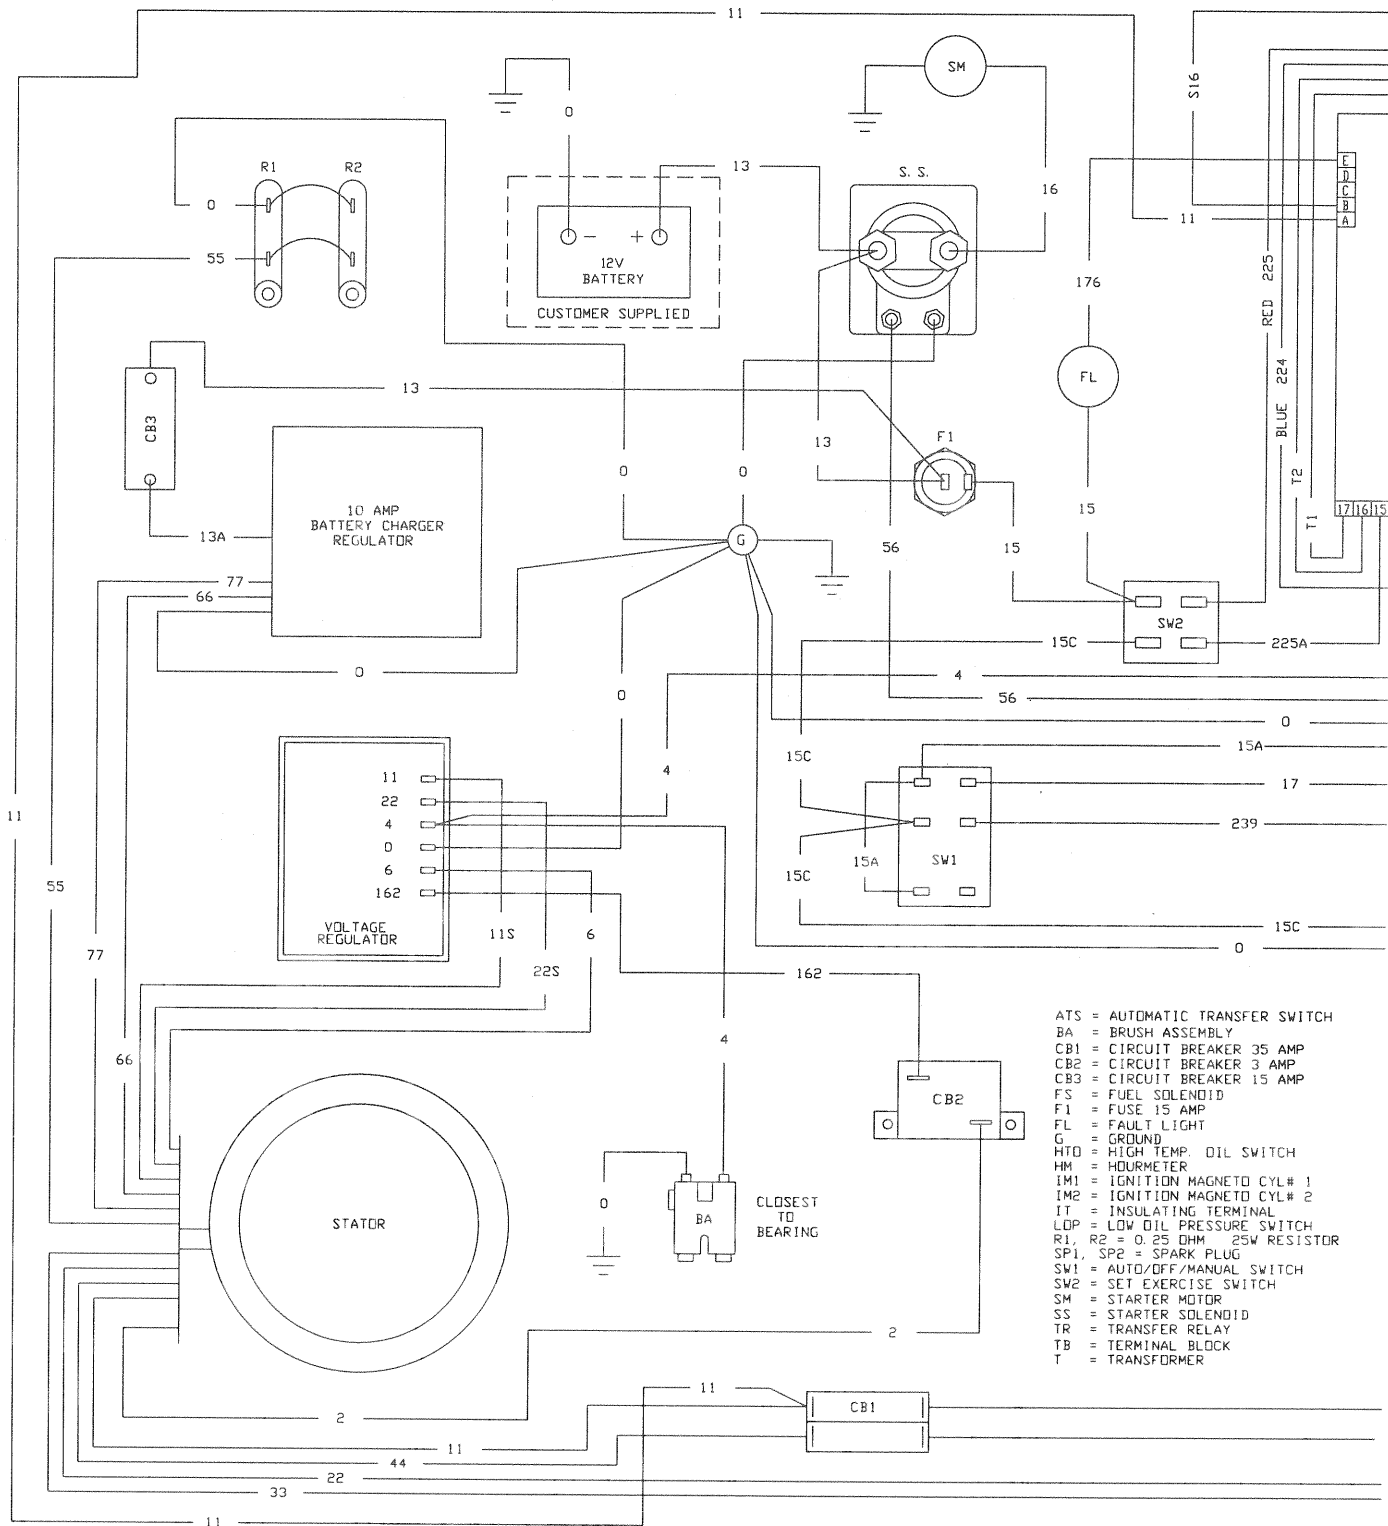 11
SM
S16
0
R1 R2
13
S. S.
16
E
D
C
B
A
11
0
- +
12V
BATTERY
CUSTOMER SUPPLIED
55
176
RED 225
BLUE 224
T2
T1
FL
CB3
13
F1
13
0
0
10 AMP
BATTERY CHARGER
REGULATOR
13A
G
56
15
15
17 16 15
77
66
SW2
15C
225A
0
4
56
0
0
15A
15C
4
17
11
239
11
22
4
0
6
162
VOLTAGE
REGULATOR
15A
SW1
15C
55
11S
6
15C
0
77
22S
162
4
66
ATS = AUTOMATIC TRANSFER SWITCH
BA = BRUSH ASSEMBLY
CB1 = CIRCUIT BREAKER 35 AMP
CB2 = CIRCUIT BREAKER 3 AMP
CB3 = CIRCUIT BREAKER 15 AMP
FS = FUEL SOLENOID
F1 = FUSE 15 AMP
FL = FAULT LIGHT
G = GROUND
HTO = HIGH TEMP. OIL SWITCH
HM = HOURMETER
IM1 = IGNITION MAGNETO CYL# 1
IM2 = IGNITION MAGNETO CYL# 2
IT = INSULATING TERMINAL
LOP = LOW OIL PRESSURE SWITCH
R1, R2 = 0.25 OHM 25W RESISTOR
SP1, SP2 = SPARK PLUG
SW1 = AUTO/OFF/MANUAL SWITCH
SW2 = SET EXERCISE SWITCH
SM = STARTER MOTOR
SS = STARTER SOLENOID
TR = TRANSFER RELAY
TB = TERMINAL BLOCK
T = TRANSFORMER
CB2
STATOR
0
BA
CLOSEST
TO
BEARING
2
11
CB1
2
11
44
22
33
11